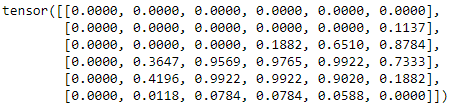 tensor([[0.0000, 0.0000, 0.0000, 0.0000, 0.0000, 0.0000],
[0.0000, 0.0000, 0.0000, 0.0000, 0.0000, 0.1137],
[0.0000, 0.0000, 0.0000, 0.1882, 0.6510, 0.8784],
[0.0000, 0.3647, 0.9569, 0.9765, 0.9922, 0.7333],
[0.0000, 0.4196, 0.9922, 0.9922, 0.9020, 0.1882],
[0.0000, 0.0118, 0.0784, 0.0784, 0.0588, 0.0000]])